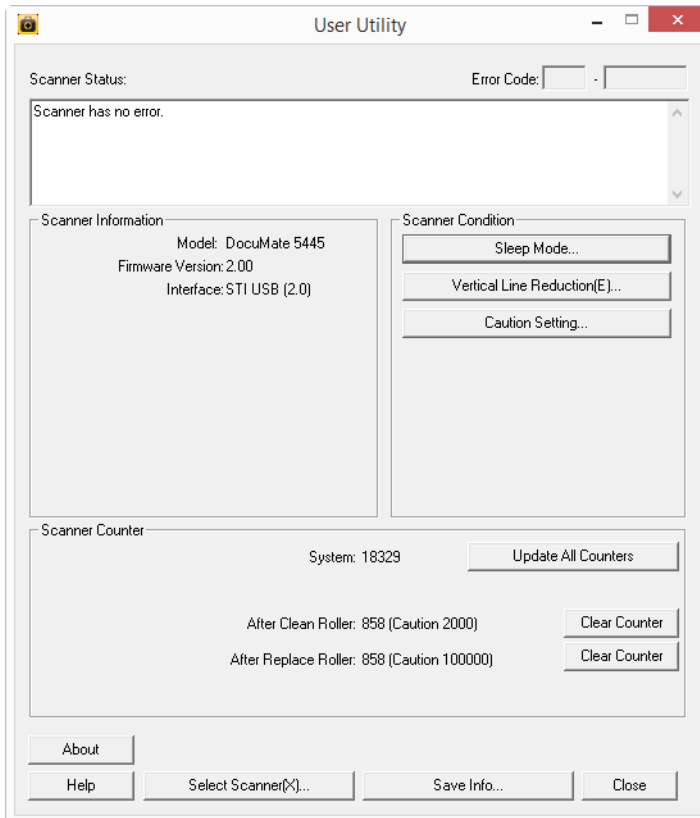 User Utility
Scanner Status:
Error Code:
-
Scanner has no error.
Scanner Information
Model: DocuMate 5445
Firmware Version: 2.00
Interface: STI USB (2.0)
Scanner Condition
Sleep Mode...
Vertical Line Reduction(E)...
Caution Setting...
Scanner Counter
System: 18329
Update All Counters
After Clean Roller: 858 (Caution 2000)
Clear Counter
After Replace Roller: 858 (Caution 100000)
Clear Counter
About
Help
Select Scanner(X)...
Save Info...
Close